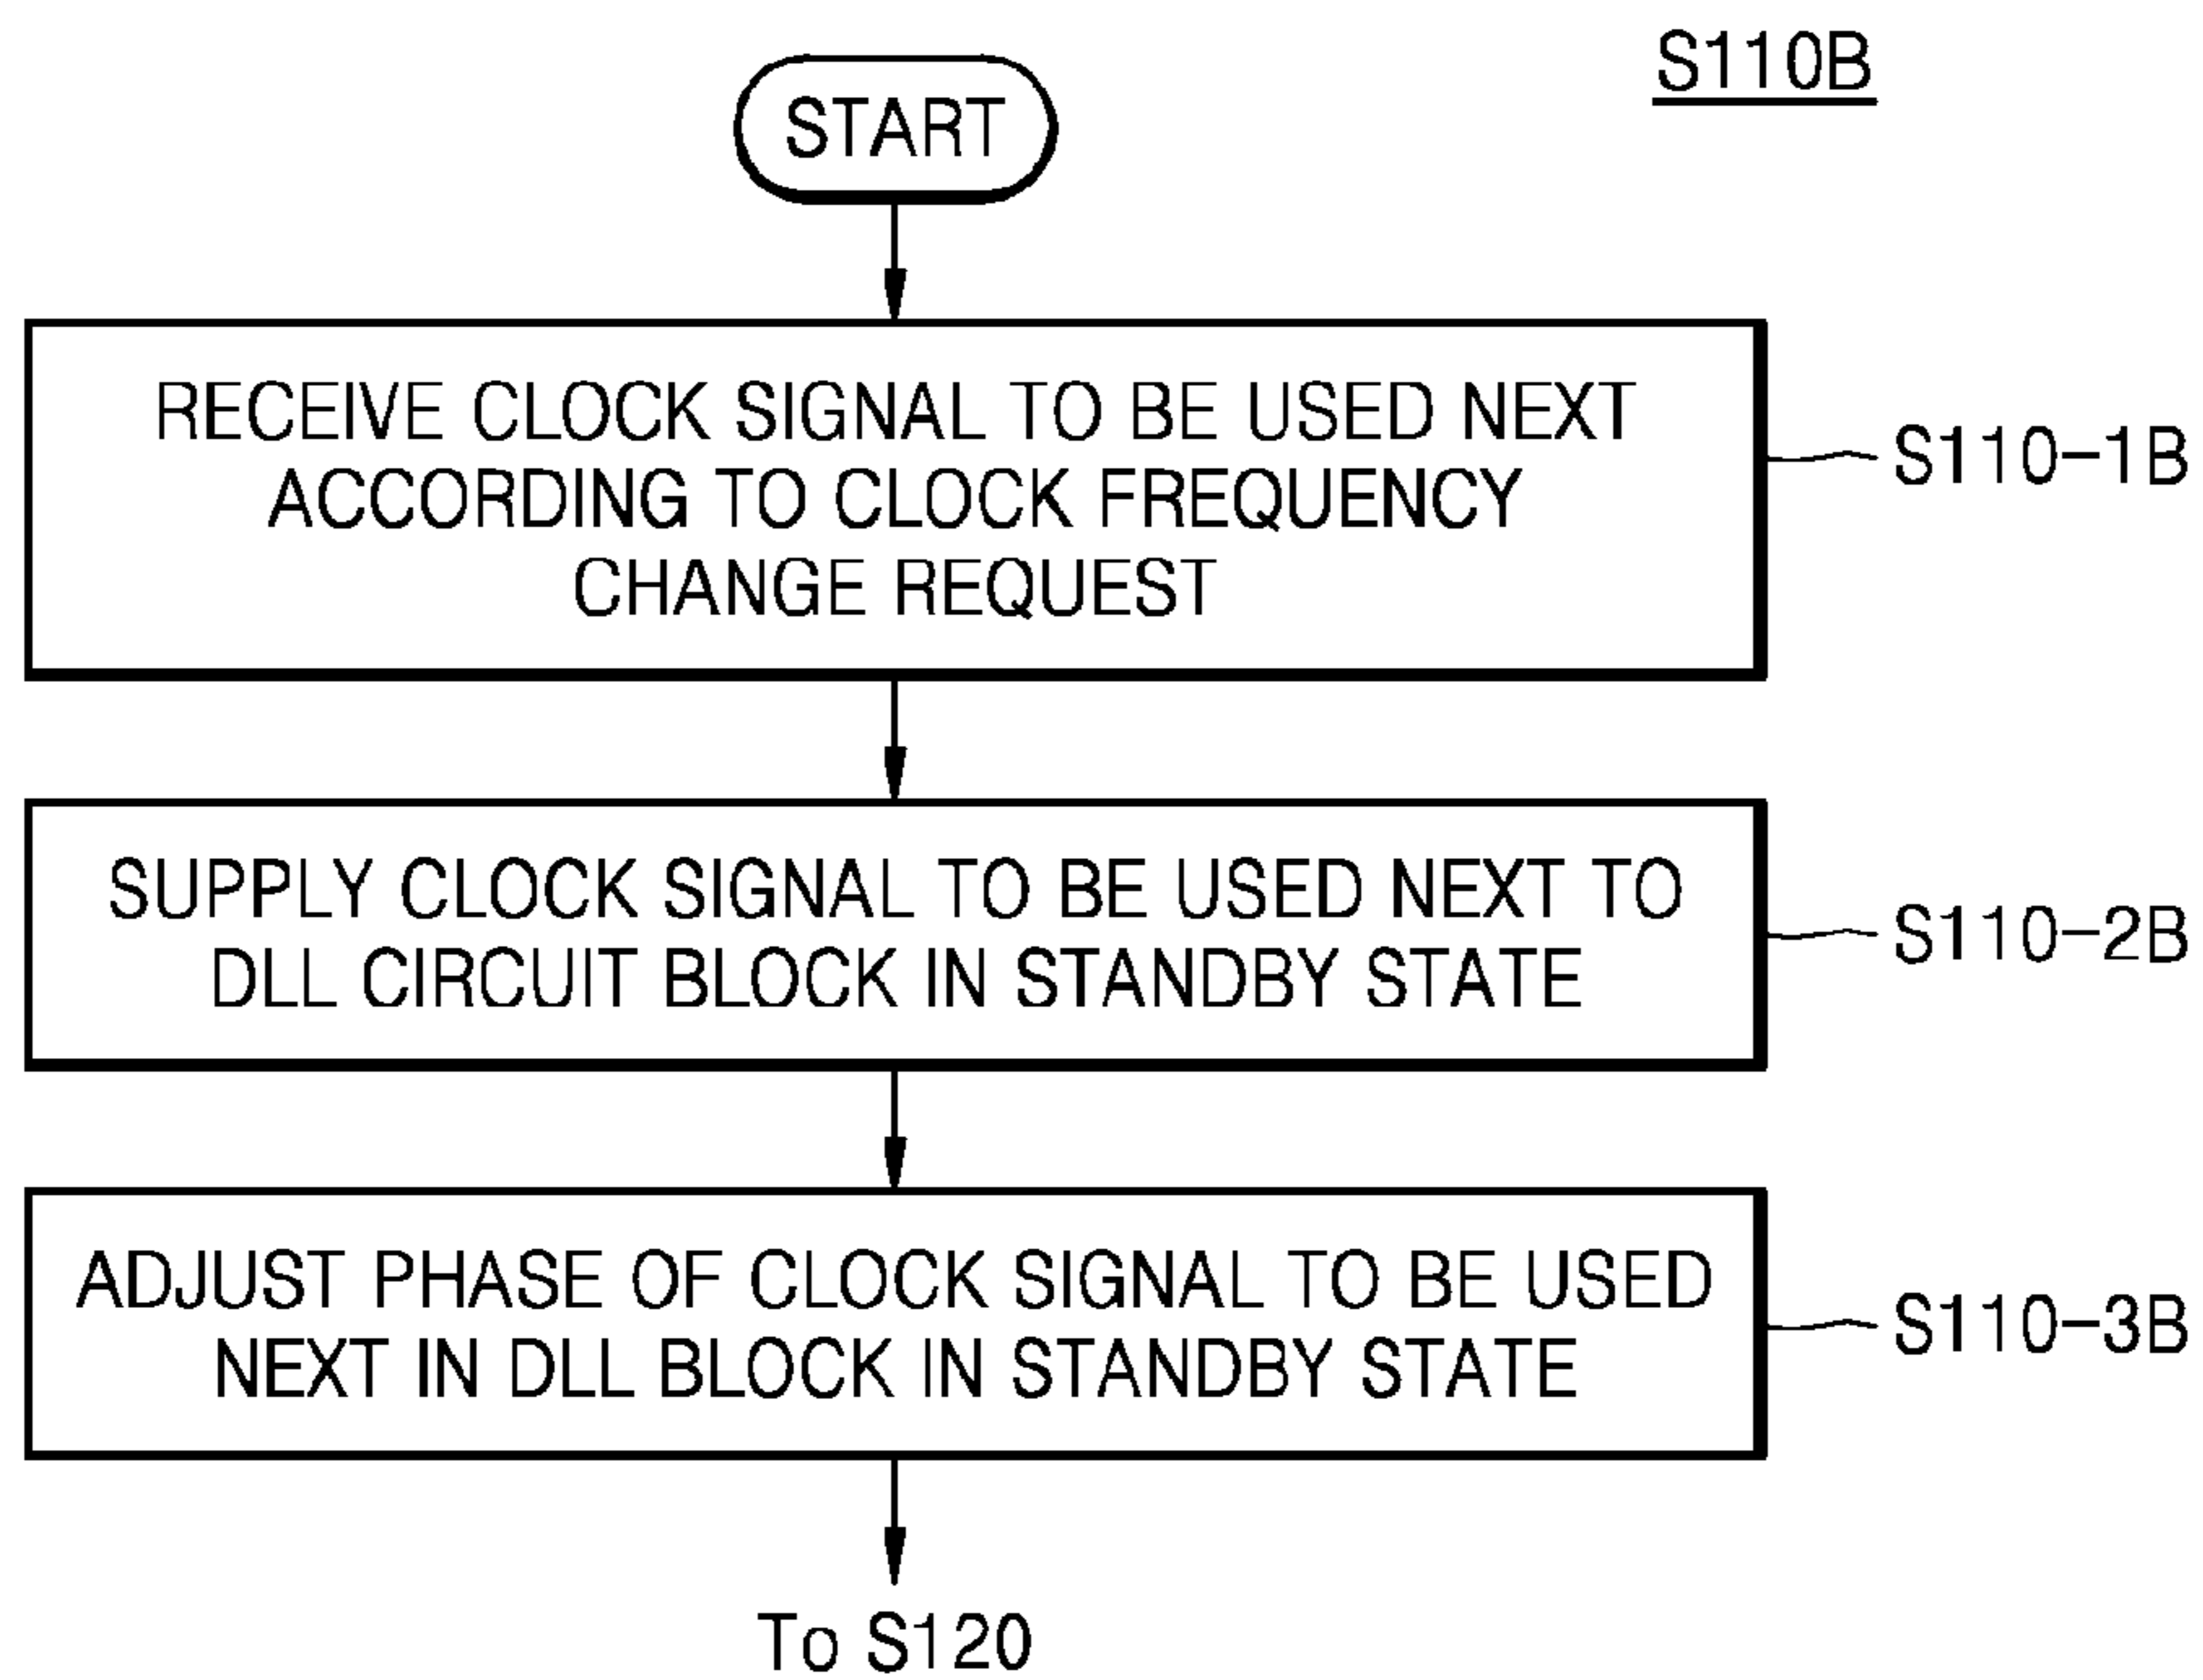 S110B
START
RECEIVE CLOCK SIGNAL TO BE USED NEXT
ACCORDING TO CLOCK FREQUENCY
CHANGE REQUEST
S110-1B
SUPPLY CLOCK SIGNAL TO BE USED NEXT TO
DLL CIRCUIT BLOCK IN STANDBY STATE
S110-2B
ADJUST PHASE OF CLOCK SIGNAL TO BE USED
NEXT IN DLL BLOCK IN STANDBY STATE
S110-3B
To S120